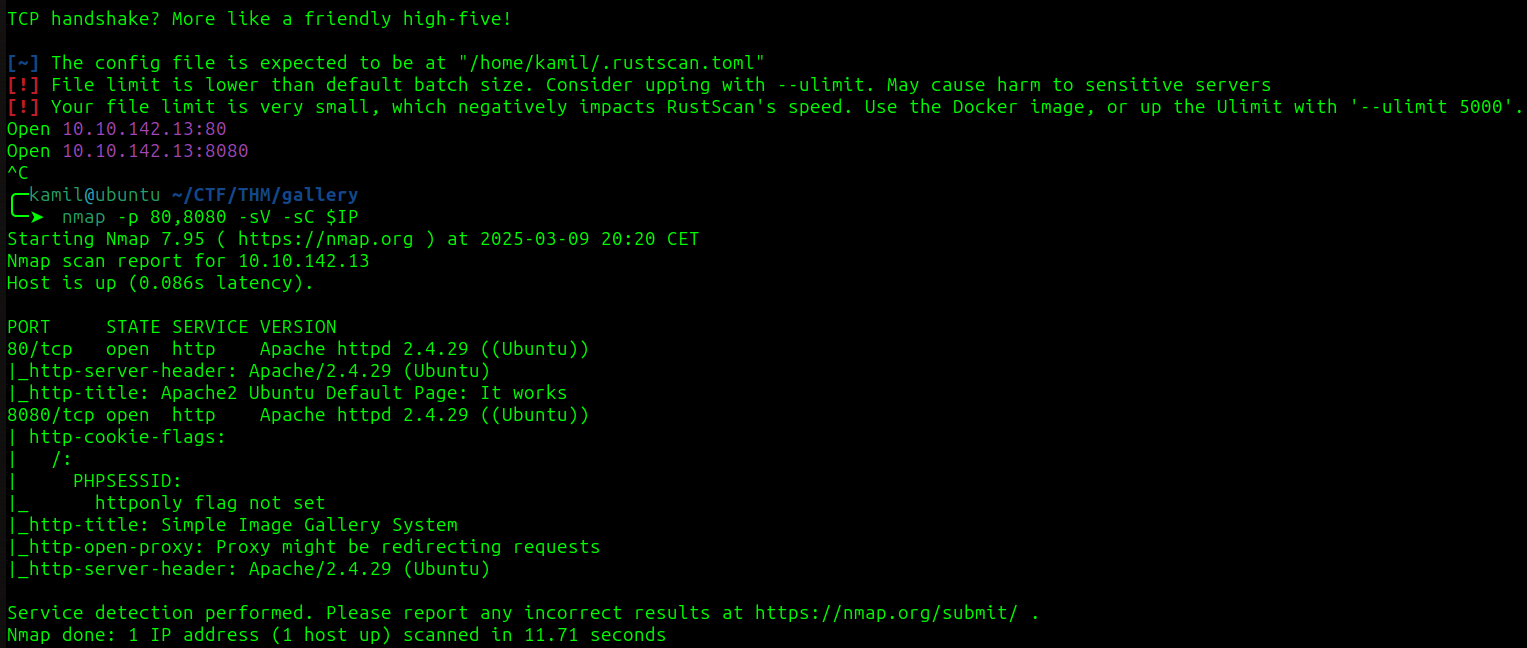 TCP handshake? More like a friendly high-five!
[~] The config file is expected to be at "/home/kamil/.rustscan.toml"
[!] File limit is lower than default batch size. Consider upping with --ulimit. May cause harm to sensitive servers
[!] Your file limit is very small, which negatively impacts RustScan's speed. Use the Docker image, or up the Ulimit with '--ulimit 5000'.
Open 10.10.142.13:80
Open 10.10.142.13:8080
^C
╭─kamil@ubuntu ~/CTF/THM/gallery
╰─➤  nmap -p 80,8080 -sV -sC $IP
Starting Nmap 7.95 ( https://nmap.org ) at 2025-03-09 20:20 CET
Nmap scan report for 10.10.142.13
Host is up (0.086s latency).
PORT     STATE SERVICE VERSION
80/tcp   open  http    Apache httpd 2.4.29 ((Ubuntu))
|_http-server-header: Apache/2.4.29 (Ubuntu)
|_http-title: Apache2 Ubuntu Default Page: It works
8080/tcp open  http    Apache httpd 2.4.29 ((Ubuntu))
| http-cookie-flags:
|   /:
|     PHPSESSID:
|_      httponly flag not set
|_http-title: Simple Image Gallery System
|_http-open-proxy: Proxy might be redirecting requests
|_http-server-header: Apache/2.4.29 (Ubuntu)
Service detection performed. Please report any incorrect results at https://nmap.org/submit/ .
Nmap done: 1 IP address (1 host up) scanned in 11.71 seconds